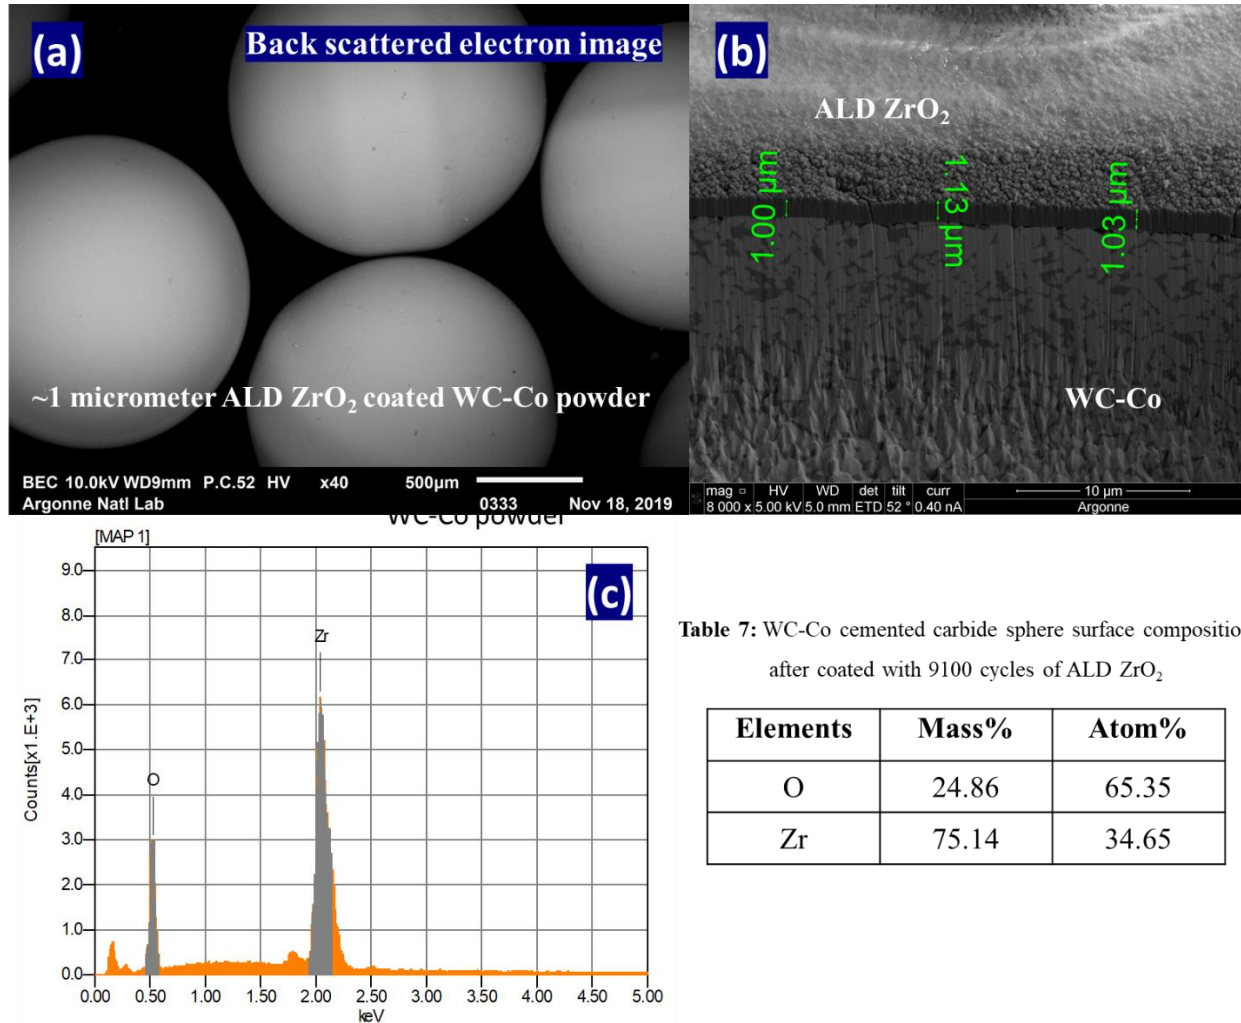 (a)
Back scattered electron image
~1 micrometer ALD ZrO₂ coated WC-Co powder
BEC 10.0kV WD9mm P.C.52 HV x40 500μm
Argonne Natl Lab 0333 Nov 18, 2019
(b)
ALD ZrO₂
1.00 μm
1.13 μm
1.03 μm
WC-Co
mag □ HV WD det tilt curr 10 μm
8 000 x 5.00 kV 5.0 mm ETD 52 ° 0.40 nA Argonne
WC-Co powder
[MAP 1]
(c)
Counts[x1.E+3]
9.0
8.0
7.0
6.0
5.0
4.0
3.0
2.0
1.0
0.0
O
Zr
0.00 0.50 1.00 1.50 2.00 2.50 3.00 3.50 4.00 4.50 5.00
keV
Table 7: WC-Co cemented carbide sphere surface compositio
after coated with 9100 cycles of ALD ZrO₂
Elements Mass% Atom%
O 24.86 65.35
Zr 75.14 34.65